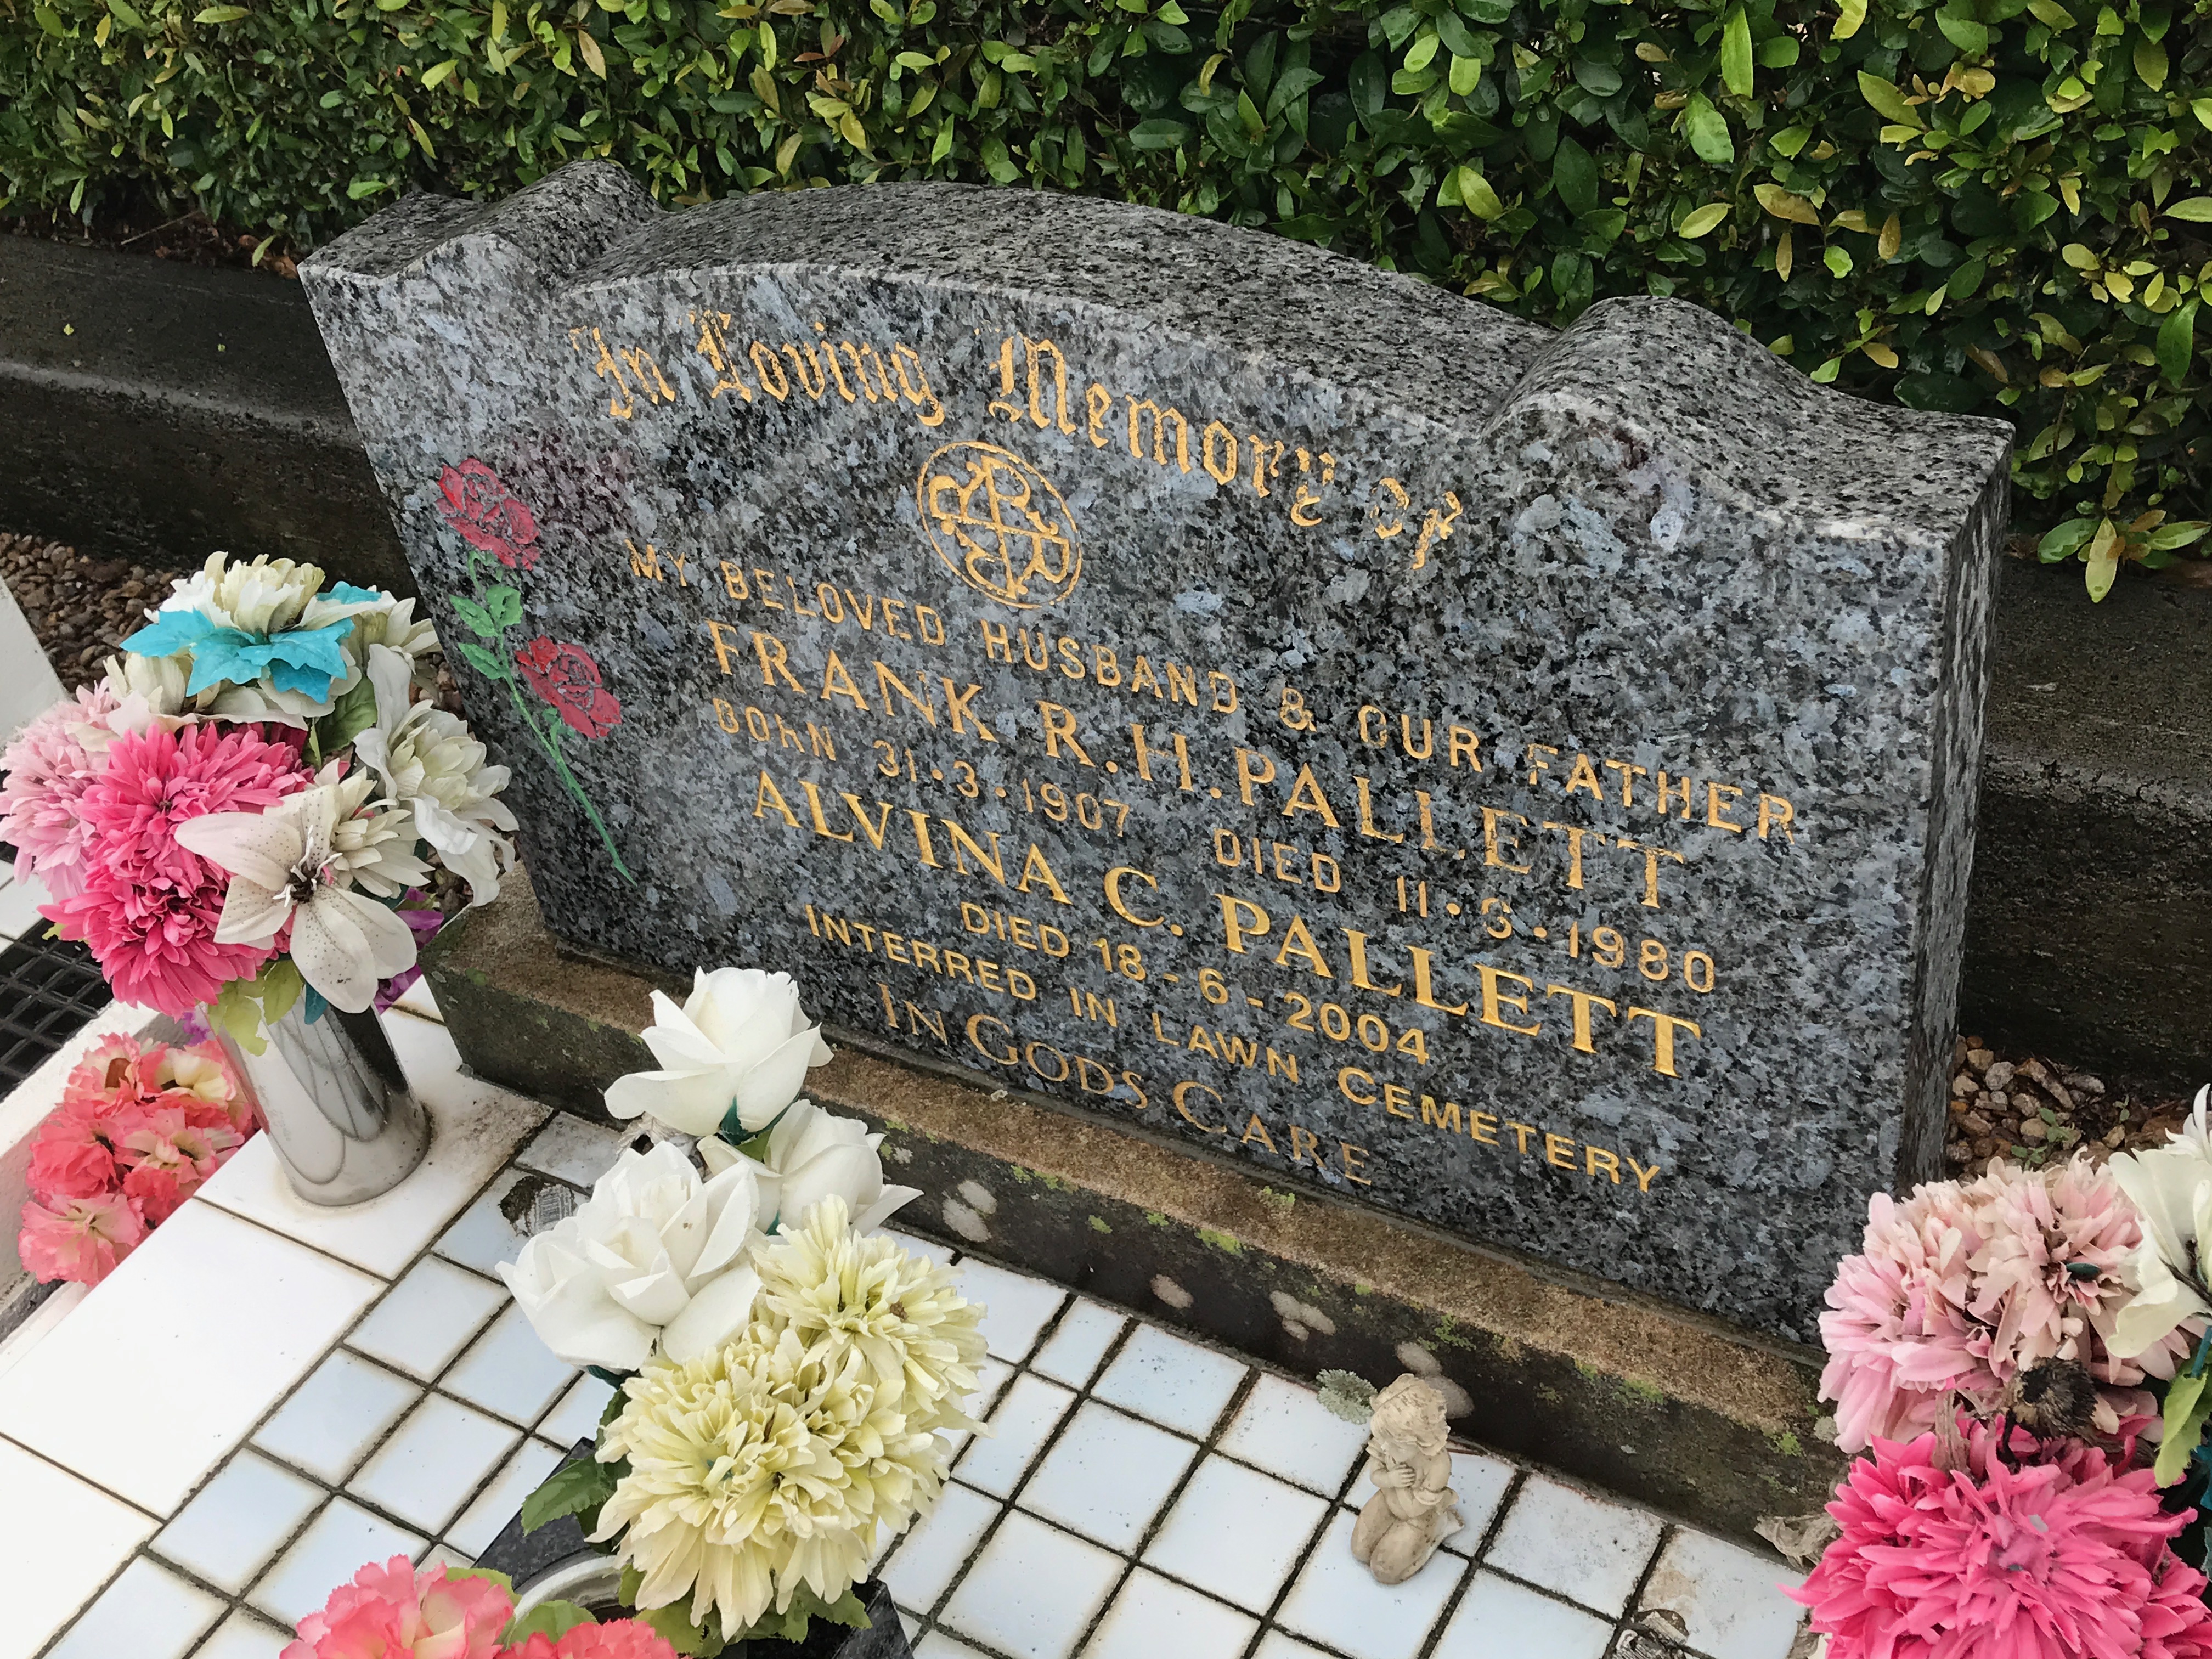 In Loving Memory of
MY BELOVED HUSBAND & OUR FATHER
FRANK R.H. PALLETT
BORN 31·3·1907 DIED 11·8·1980
ALVINA C. PALLETT
DIED 18-6-2004
INTERRED IN LAWN CEMETERY
IN GODS CARE